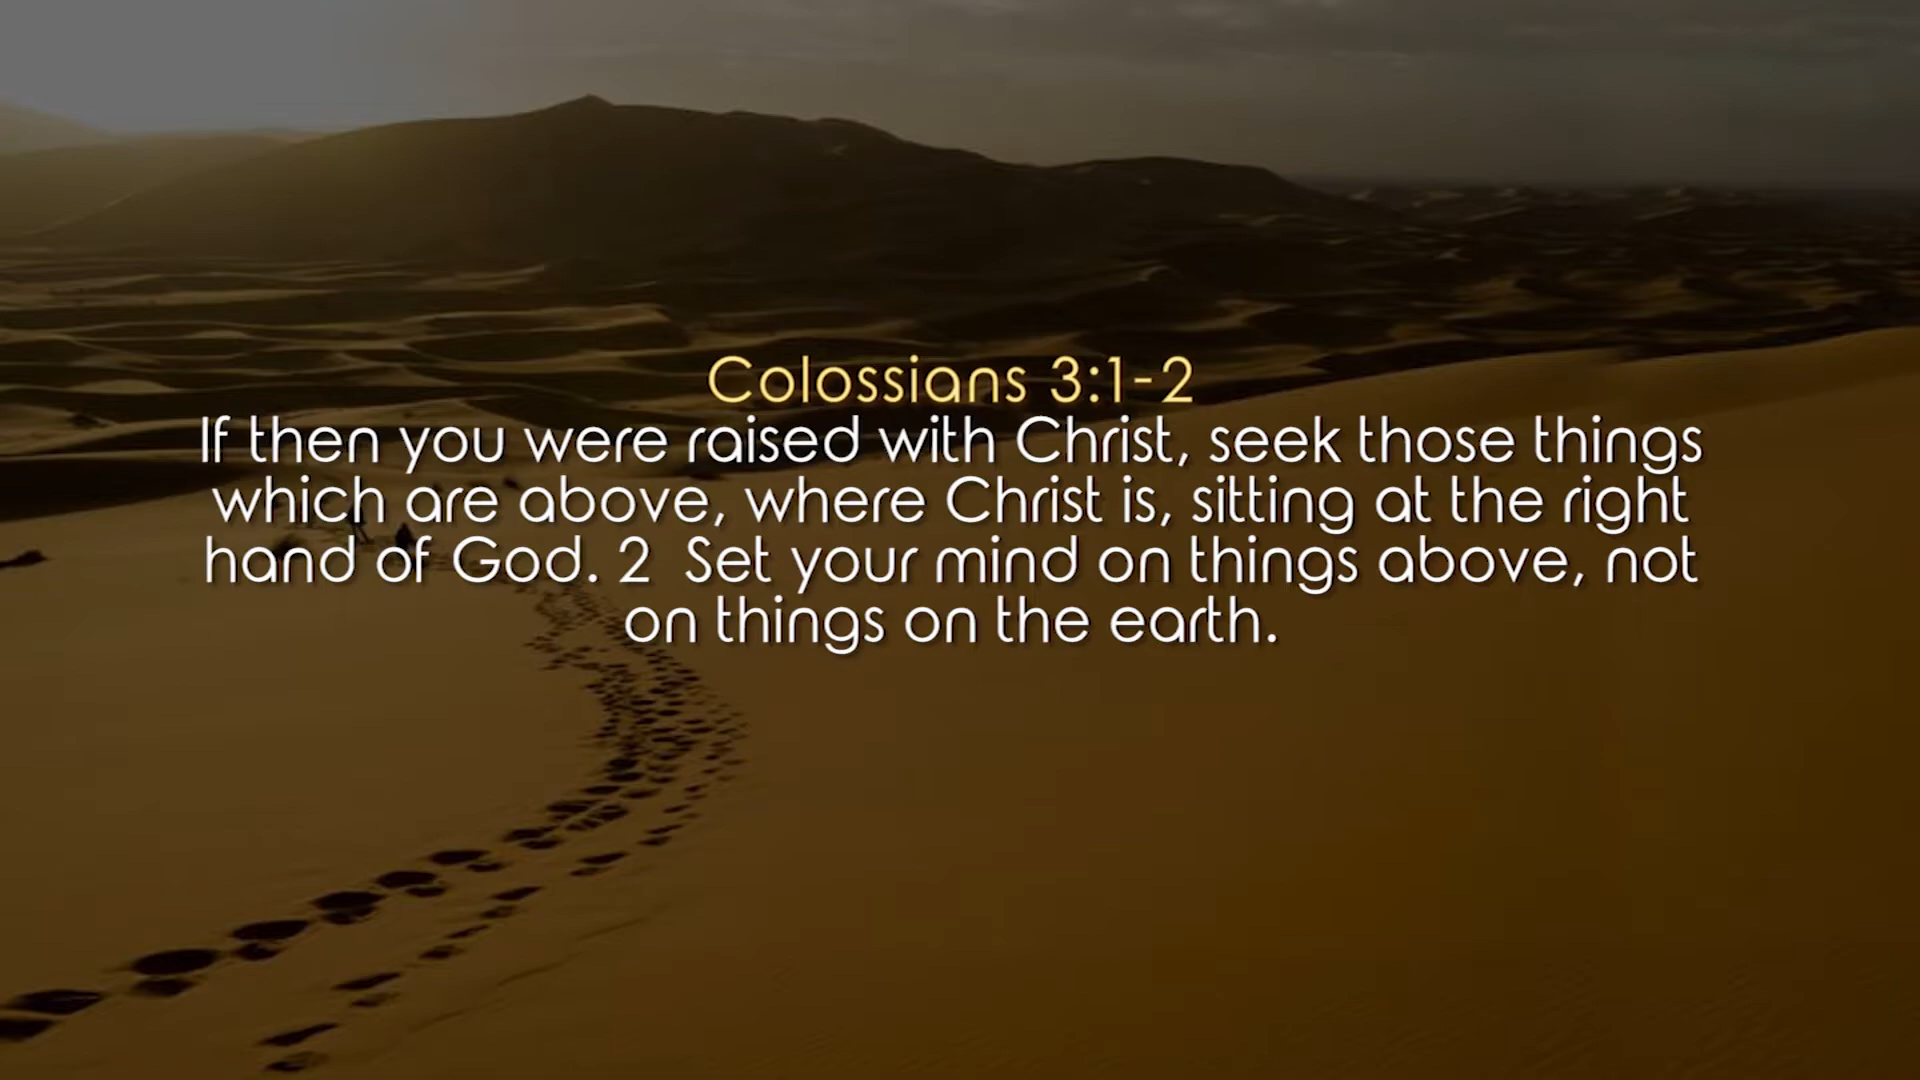 Colossians 3:1-2
If then you were raised with Christ, seek those things
which are above, where Christ is, sitting at the right
hand of God. 2  Set your mind on things above, not
on things on the earth.